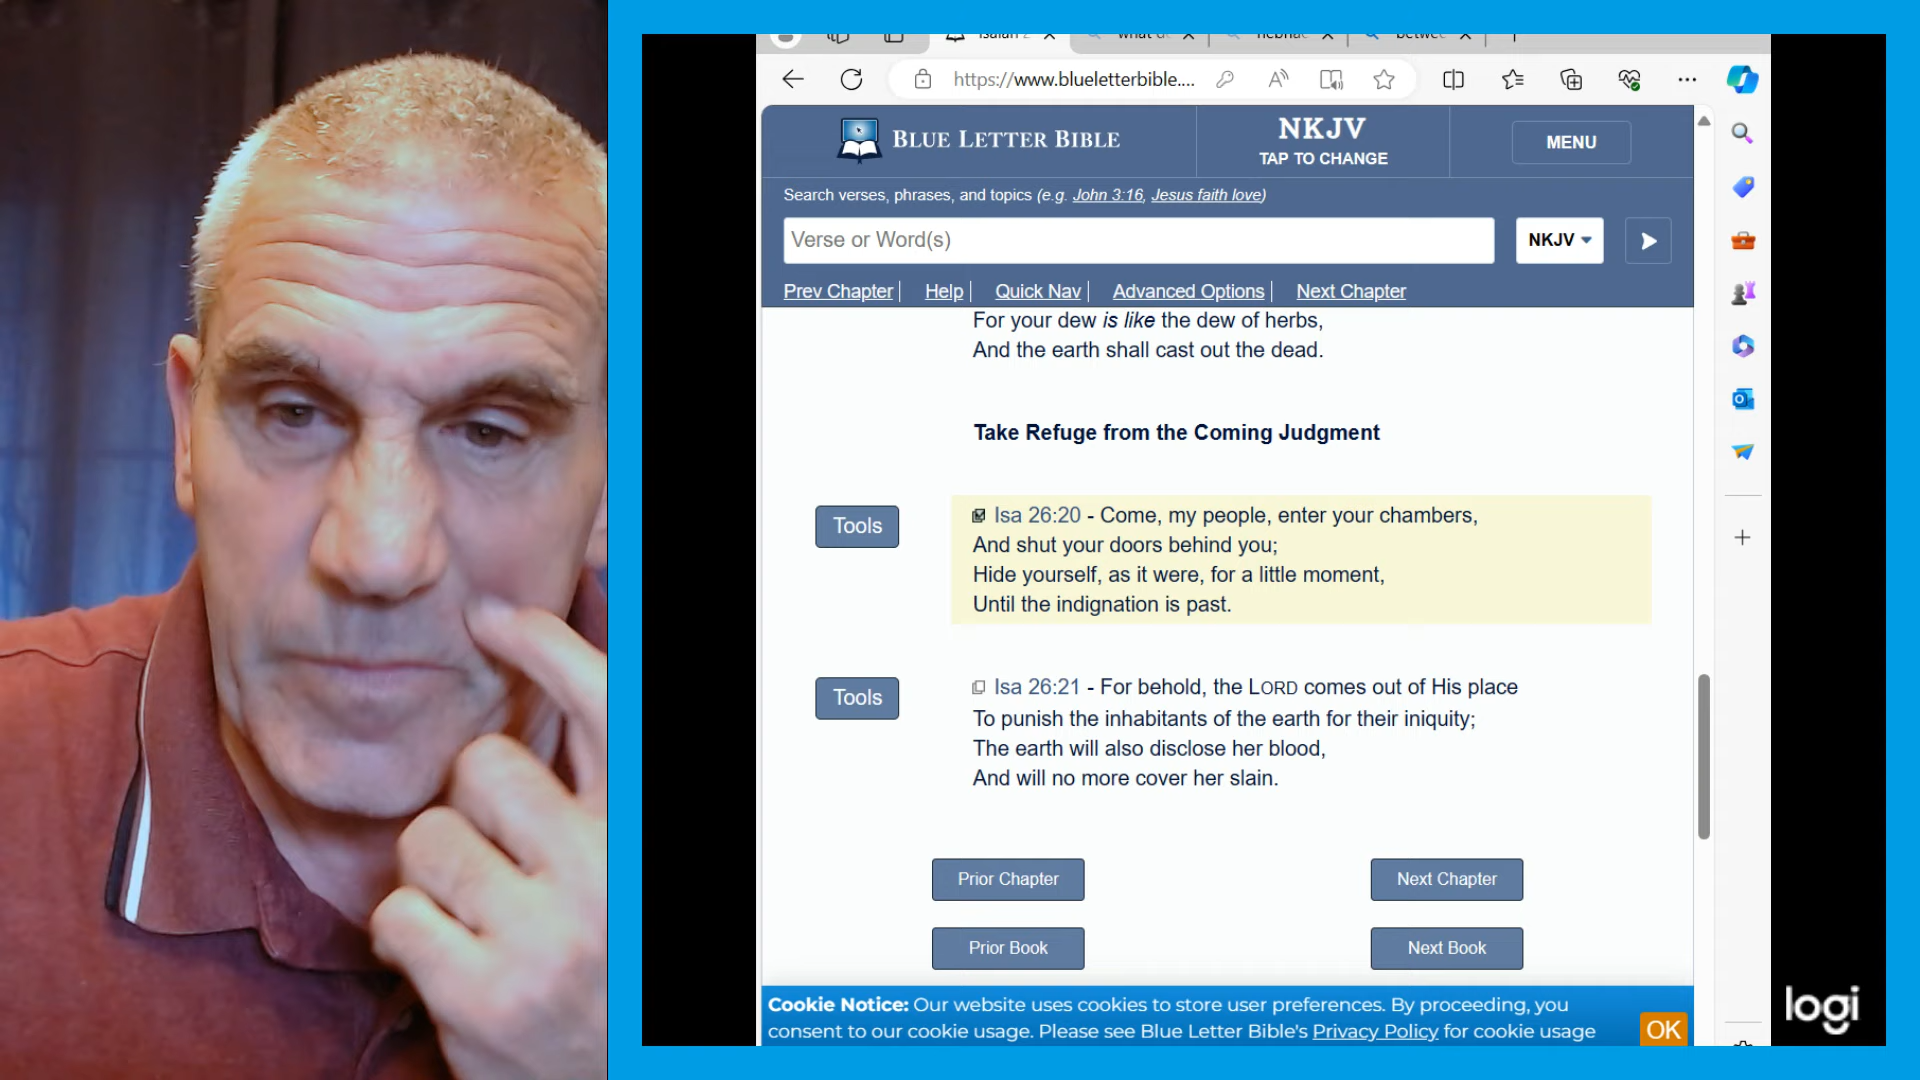 https://www.blueletterbible....
BLUE LETTER BIBLE
NKJV
TAP TO CHANGE
MENU
Search verses, phrases, and topics (e.g. John 3:16, Jesus faith love)
Verse or Word(s)
NKJV
Prev Chapter| Help| Quick Nav| Advanced Options| Next Chapter
For your dew is like the dew of herbs,
And the earth shall cast out the dead.
Take Refuge from the Coming Judgment
Tools
Isa 26:20 - Come, my people, enter your chambers,
And shut your doors behind you;
Hide yourself, as it were, for a little moment,
Until the indignation is past.
Tools
Isa 26:21 - For behold, the LORD comes out of His place
To punish the inhabitants of the earth for their iniquity;
The earth will also disclose her blood,
And will no more cover her slain.
Prior Chapter
Next Chapter
Prior Book
Next Book
Cookie Notice: Our website uses cookies to store user preferences. By proceeding, you
consent to our cookie usage. Please see Blue Letter Bible's Privacy Policy for cookie usage
OK
logi